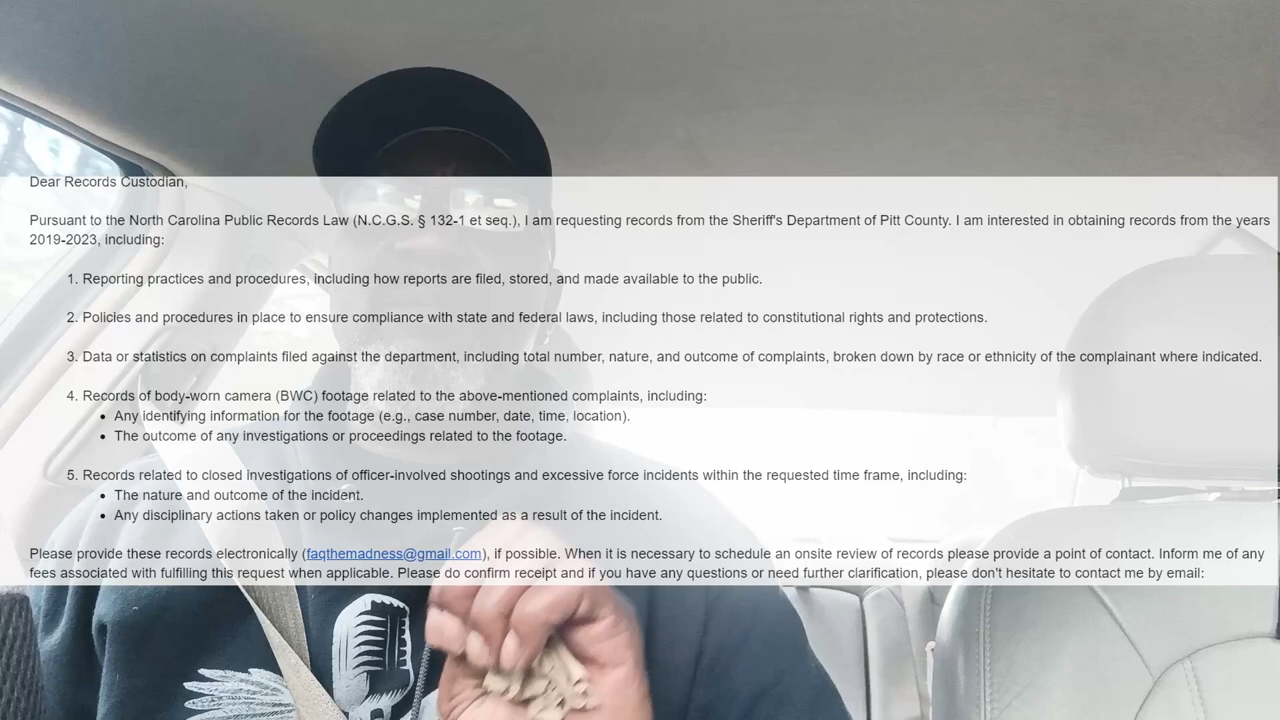 Dear Records Custodian,
Pursuant to the North Carolina Public Records Law (N.C.G.S. § 132-1 et seq.), I am requesting records from the Sheriff's Department of Pitt County. I am interested in obtaining records from the years
2019-2023, including:
1. Reporting practices and procedures, including how reports are filed, stored, and made available to the public.
2. Policies and procedures in place to ensure compliance with state and federal laws, including those related to constitutional rights and protections.
3. Data or statistics on complaints filed against the department, including total number, nature, and outcome of complaints, broken down by race or ethnicity of the complainant where indicated.
4. Records of body-worn camera (BWC) footage related to the above-mentioned complaints, including:
• Any identifying information for the footage (e.g., case number, date, time, location).
• The outcome of any investigations or proceedings related to the footage.
5. Records related to closed investigations of officer-involved shootings and excessive force incidents within the requested time frame, including:
• The nature and outcome of the incident.
• Any disciplinary actions taken or policy changes implemented as a result of the incident.
Please provide these records electronically (faqthemadness@gmail.com), if possible. When it is necessary to schedule an onsite review of records please provide a point of contact. Inform me of any
fees associated with fulfilling this request when applicable. Please do confirm receipt and if you have any questions or need further clarification, please don't hesitate to contact me by email: